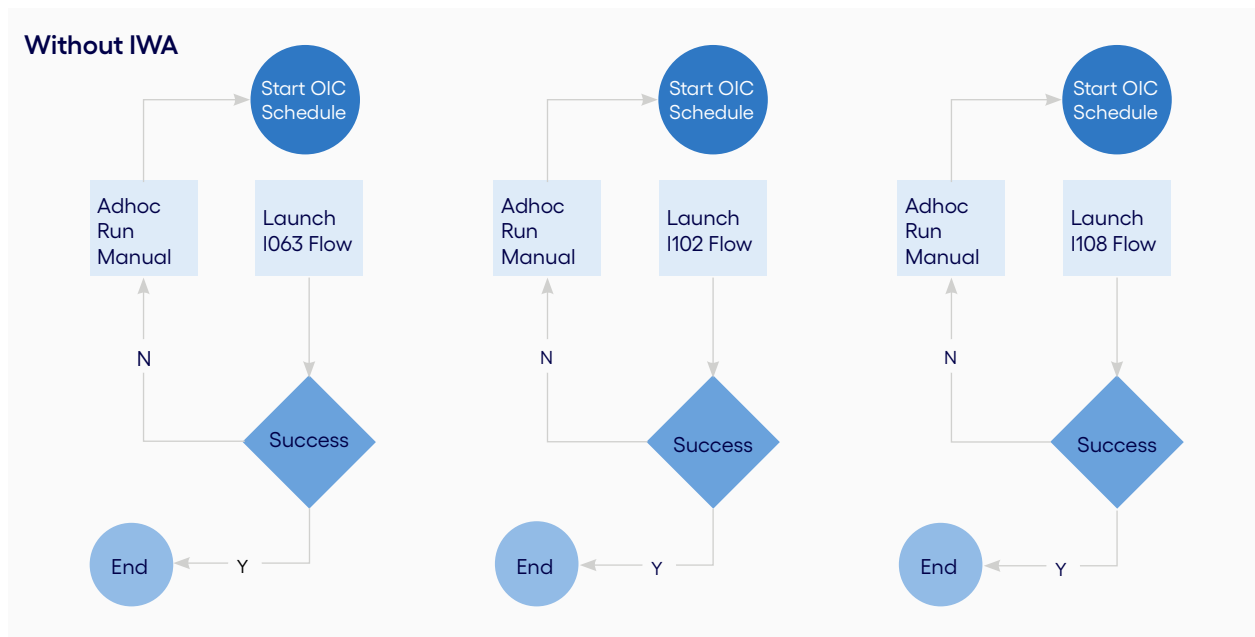 Without IWA
Start OIC
Schedule
Adhoc
Run
Manual
Launch
I063 Flow
N
Success
End
Y
Start OIC
Schedule
Adhoc
Run
Manual
Launch
I102 Flow
N
Success
End
Y
Start OIC
Schedule
Adhoc
Run
Manual
Launch
I108 Flow
N
Success
End
Y